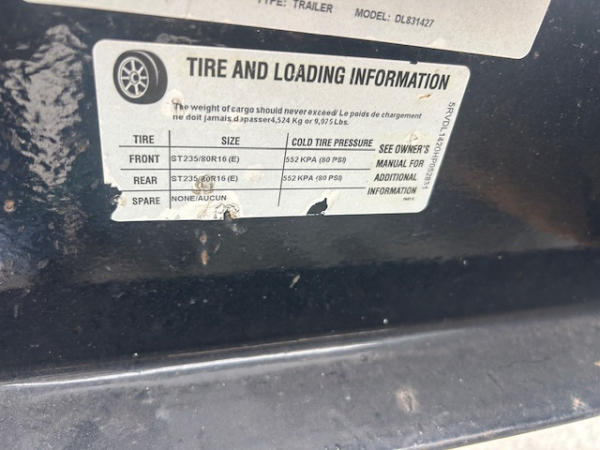 TYPE: TRAILER MODEL: DL831427
TIRE AND LOADING INFORMATION
The weight of cargo should never exceed/ Le poids de chargement
ne doit jamais dapasser4,524 Kg or 9,975 Lbs.
TIRE SIZE COLD TIRE PRESSURE
FRONT ST235/80R16 (E) 552 KPA (80 PSI)
REAR ST235/80R16 (E) 552 KPA (80 PSI)
SPARE NONE/AUCUN
SEE OWNER'S
MANUAL FOR
ADDITIONAL
INFORMATION